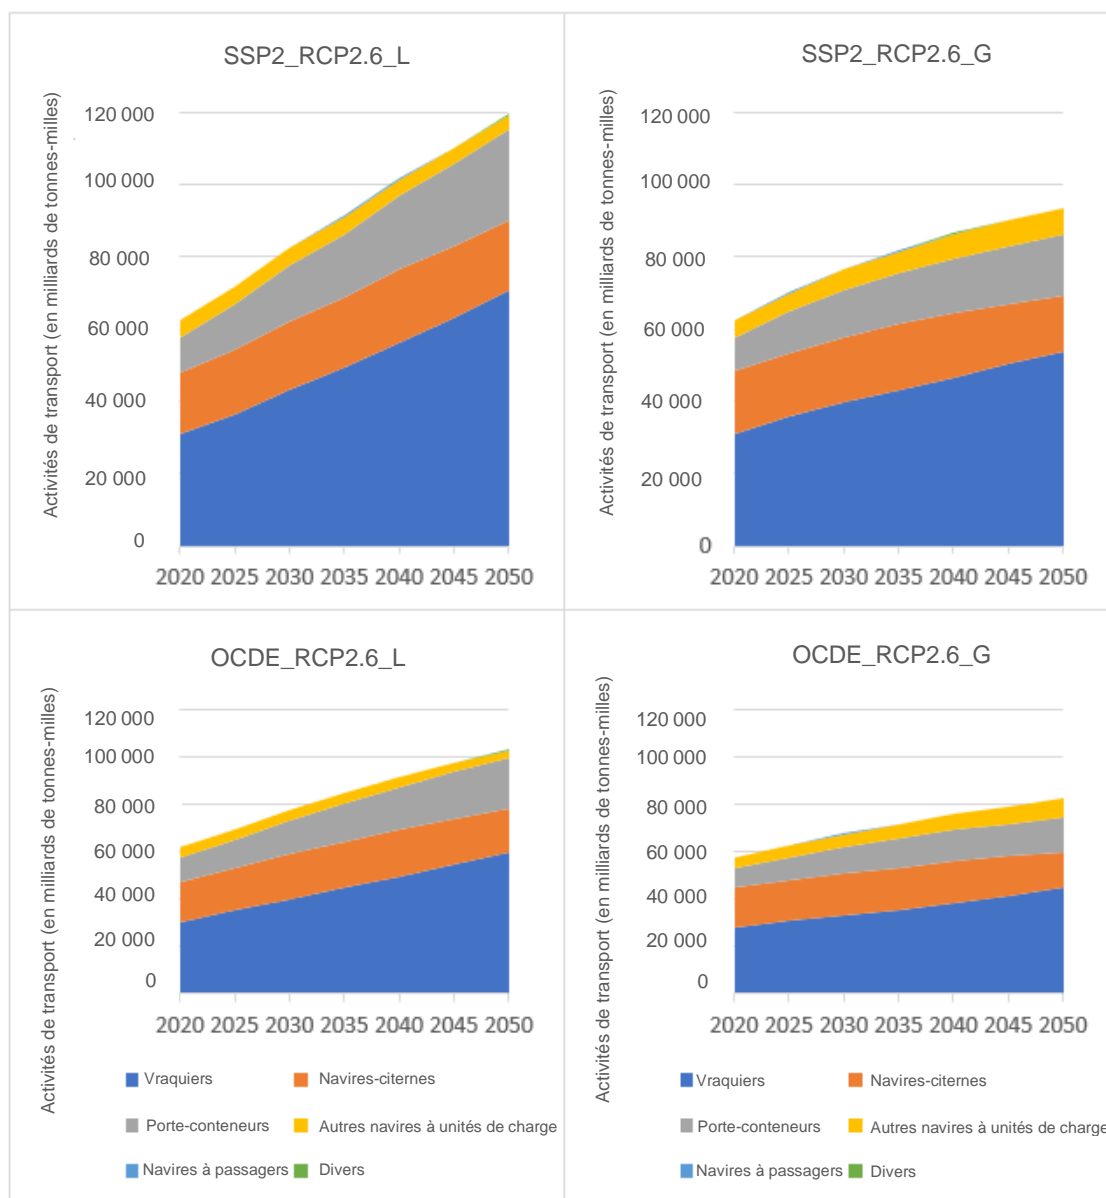 SSP2_RCP2.6_L
Activités de transport (en milliards de tonnes-milles)
120 000
100 000
80 000
60 000
40 000
20 000
0
2020 2025 2030 2035 2040 2045 2050
SSP2_RCP2.6_G
Activités de transport (en milliards de tonnes-milles)
120 000
100 000
80 000
60 000
40 000
20 000
0
2020 2025 2030 2035 2040 2045 2050
OCDE_RCP2.6_L
Activités de transport (en milliards de tonnes-milles)
120 000
100 000
80 000
60 000
40 000
20 000
0
2020 2025 2030 2035 2040 2045 2050
Vraquiers Navires-citernes
Porte-conteneurs Autres navires à unités de charge
Navires à passagers Divers
OCDE_RCP2.6_G
Activités de transport (en milliards de tonnes-milles)
120 000
100 000
80 000
60 000
40 000
20 000
0
2020 2025 2030 2035 2040 2045 2050
Vraquiers Navires-citernes
Porte-conteneurs Autres navires à unités de charge
Navires à passagers Divers